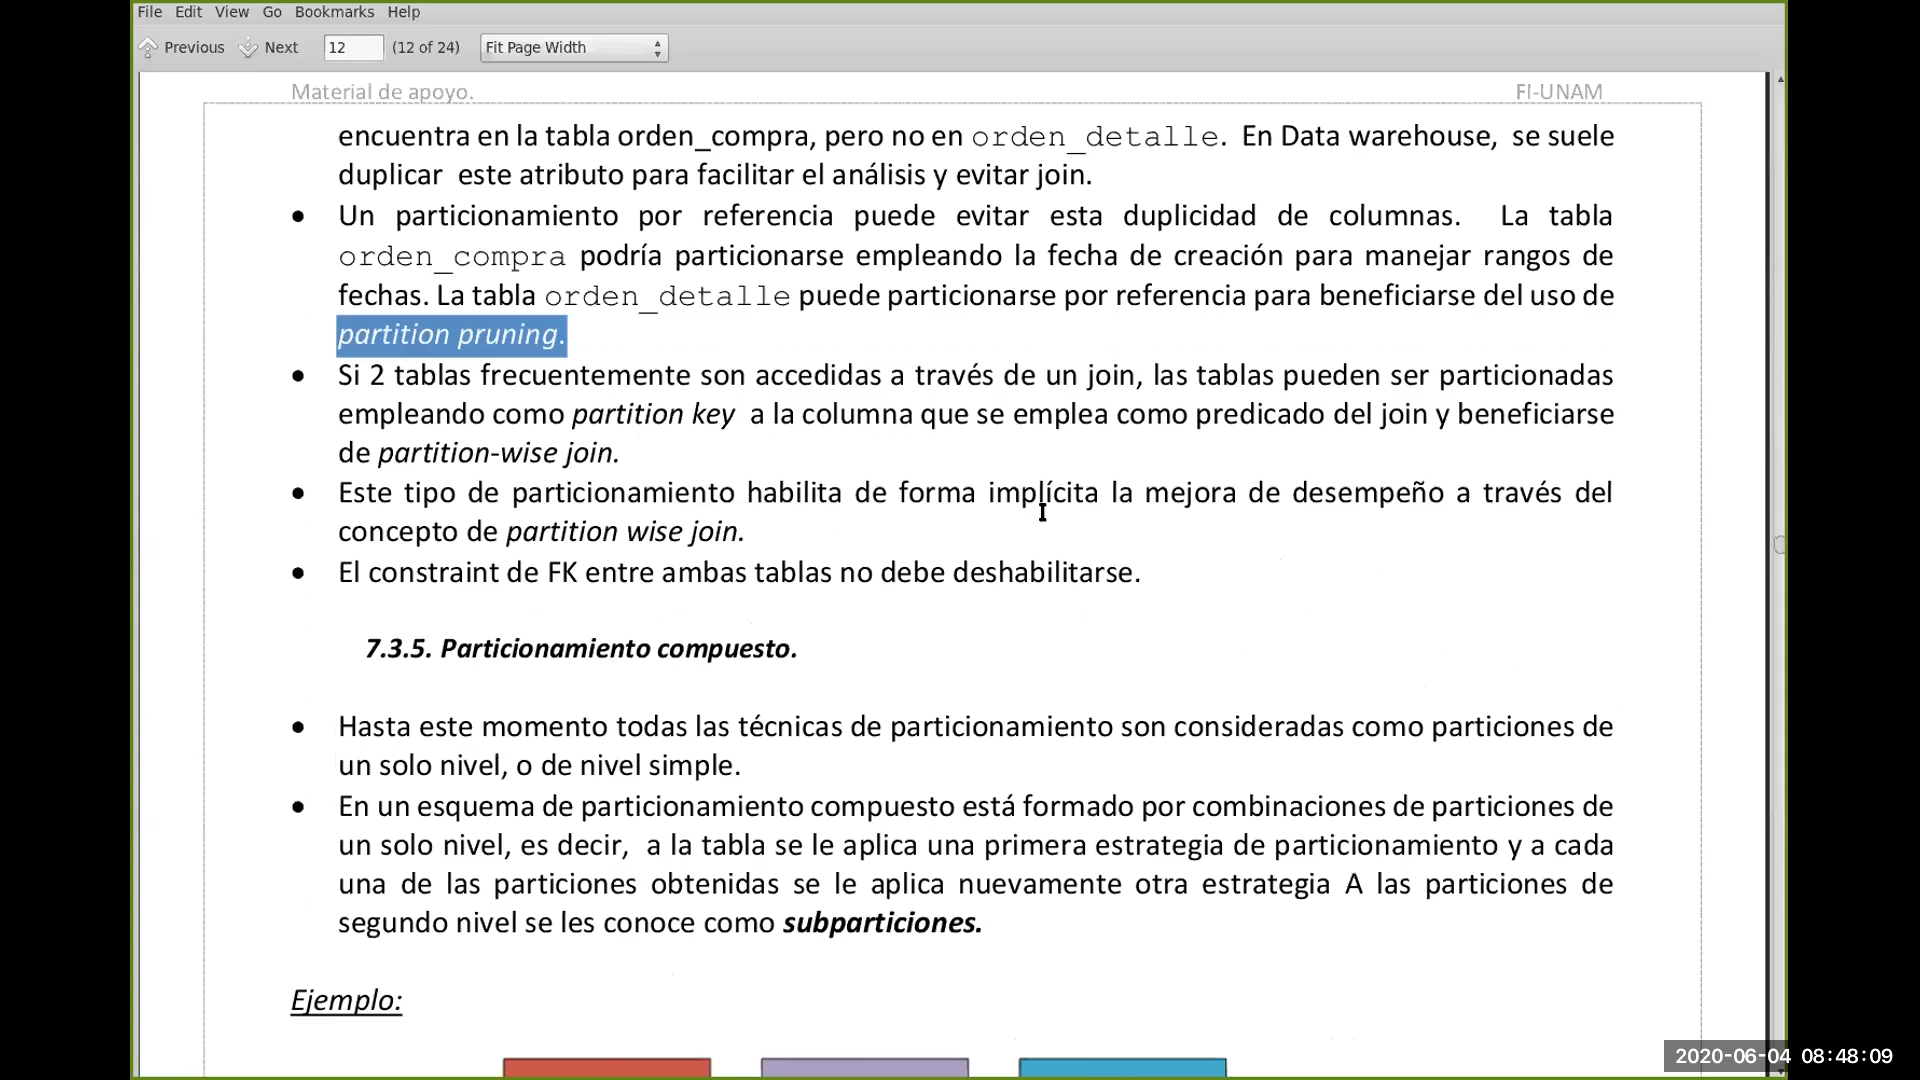 File Edit View Go Bookmarks Help
Previous Next 12 (12 of 24) Fit Page Width
Material de apoyo. FI-UNAM
encuentra en la tabla orden_compra, pero no en orden_detalle. En Data warehouse, se suele
duplicar este atributo para facilitar el análisis y evitar join.
• Un particionamiento por referencia puede evitar esta duplicidad de columnas. La tabla
orden_compra podría particionarse empleando la fecha de creación para manejar rangos de
fechas. La tabla orden_detalle puede particionarse por referencia para beneficiarse del uso de
partition pruning.
• Si 2 tablas frecuentemente son accedidas a través de un join, las tablas pueden ser particionadas
empleando como partition key a la columna que se emplea como predicado del join y beneficiarse
de partition-wise join.
• Este tipo de particionamiento habilita de forma implícita la mejora de desempeño a través del
concepto de partition wise join.
• El constraint de FK entre ambas tablas no debe deshabilitarse.
7.3.5. Particionamiento compuesto.
• Hasta este momento todas las técnicas de particionamiento son consideradas como particiones de
un solo nivel, o de nivel simple.
• En un esquema de particionamiento compuesto está formado por combinaciones de particiones de
un solo nivel, es decir, a la tabla se le aplica una primera estrategia de particionamiento y a cada
una de las particiones obtenidas se le aplica nuevamente otra estrategia A las particiones de
segundo nivel se les conoce como subparticiones.
Ejemplo:
2020-06-04 08:48:09